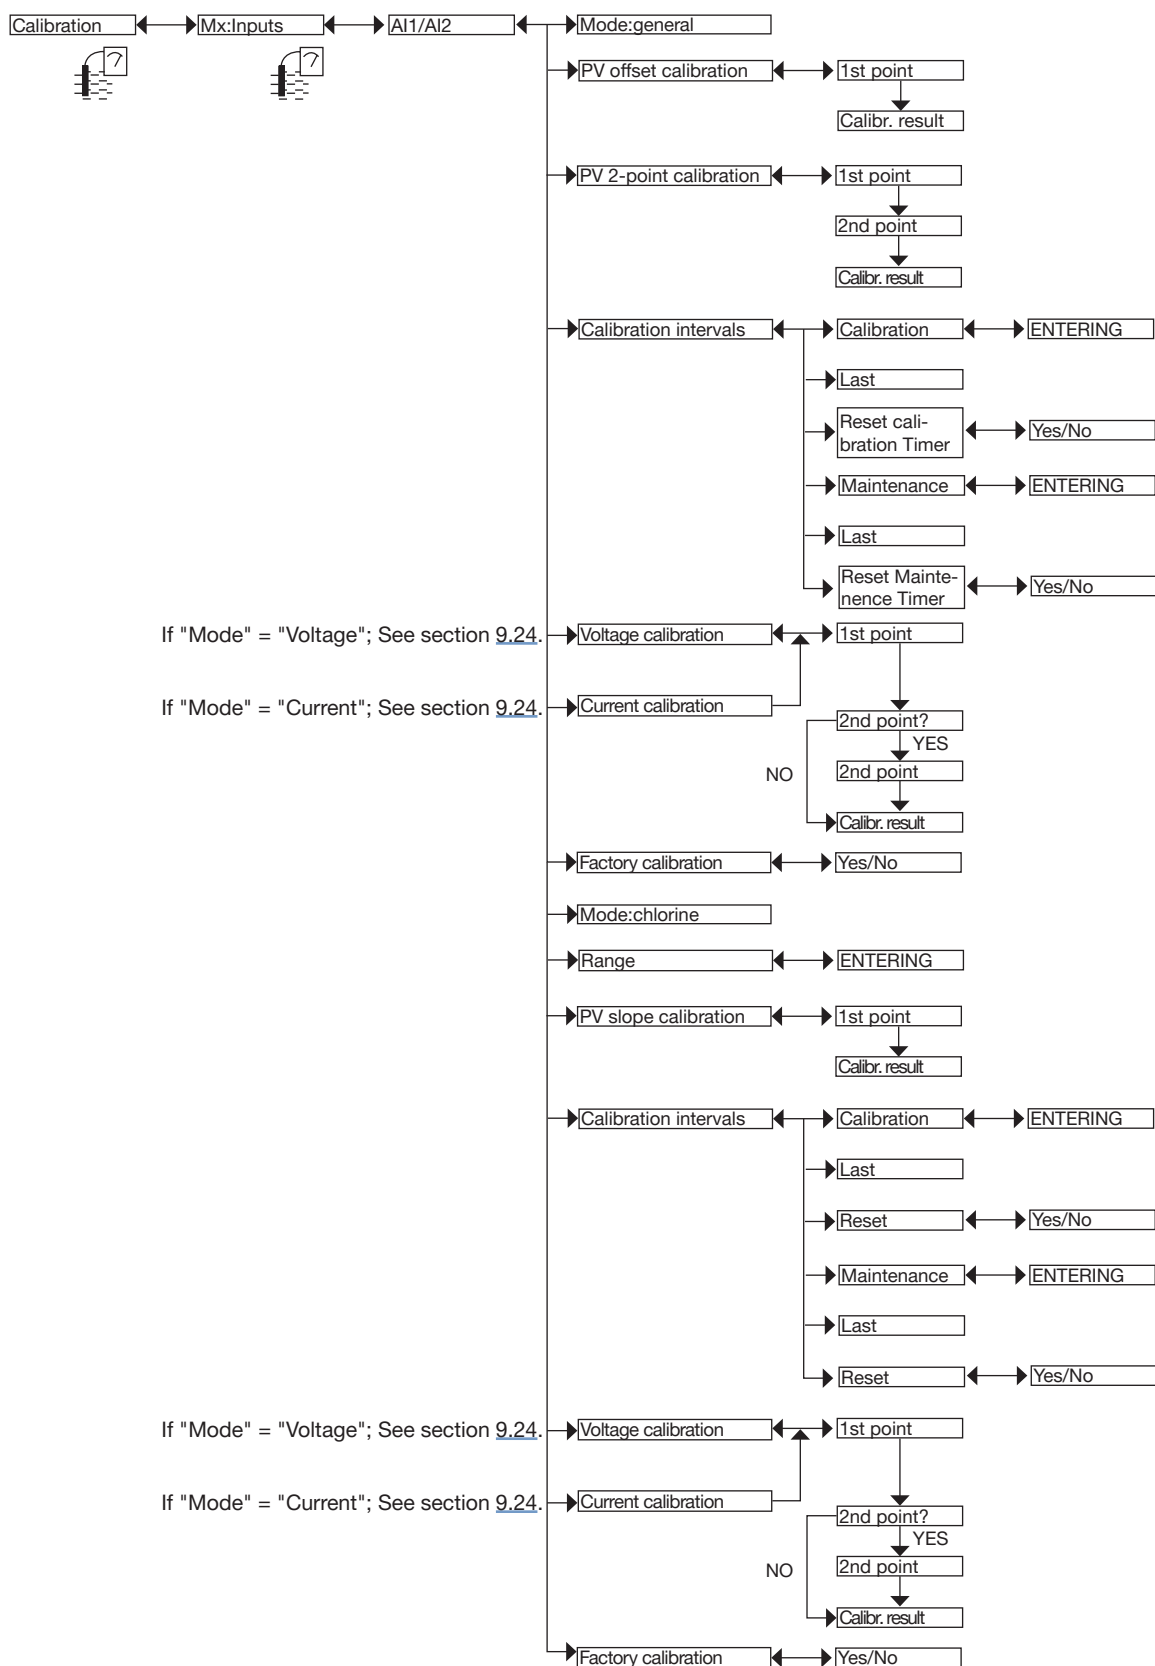 Calibration
Mx:Inputs
AI1/AI2
Mode:general
PV offset calibration
1st point
Calibr. result
PV 2-point calibration
1st point
2nd point
Calibr. result
Calibration intervals
Calibration
ENTERING
Last
Reset cali-
bration Timer
Yes/No
Maintenance
ENTERING
Last
Reset Mainte-
nence Timer
Yes/No
If "Mode" = "Voltage"; See section 9.24.
Voltage calibration
1st point
If "Mode" = "Current"; See section 9.24.
Current calibration
2nd point?
YES
NO
2nd point
Calibr. result
Factory calibration
Yes/No
Mode:chlorine
Range
ENTERING
PV slope calibration
1st point
Calibr. result
Calibration intervals
Calibration
ENTERING
Last
Reset
Yes/No
Maintenance
ENTERING
Last
Reset
Yes/No
If "Mode" = "Voltage"; See section 9.24.
Voltage calibration
1st point
If "Mode" = "Current"; See section 9.24.
Current calibration
2nd point?
YES
NO
2nd point
Calibr. result
Factory calibration
Yes/No